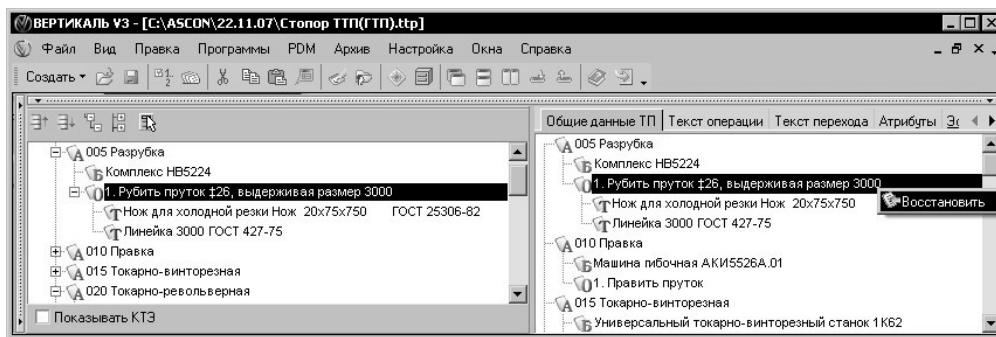 ВЕРТИКАЛЬ V3 - [C:\ASCON\22.11.07\Стопор ТТП(ГТП).ttp]
Файл Вид Правка Программы PDM Архив Настройка Окна Справка
Создать
Общие данные ТП Текст операции Текст перехода Атрибуты Эс
005 Разрубка
Комплекс НВ5224
1. Рубить пруток ‡26, выдерживая размер 3000
Нож для холодной резки Нож 20х75х750 ГОСТ 25306-82
Линейка 3000 ГОСТ 427-75
010 Правка
015 Токарно-винторезная
020 Токарно-револьверная
Показывать КТЭ
005 Разрубка
Комплекс НВ5224
1. Рубить пруток ‡26, выдерживая размер 3000
Восстановить
Нож для холодной резки Нож 20х75х750
Линейка 3000 ГОСТ 427-75
010 Правка
Машина гибочная АКИ5526А.01
1. Править пруток
015 Токарно-винторезная
Универсальный токарно-винторезный станок 1К62